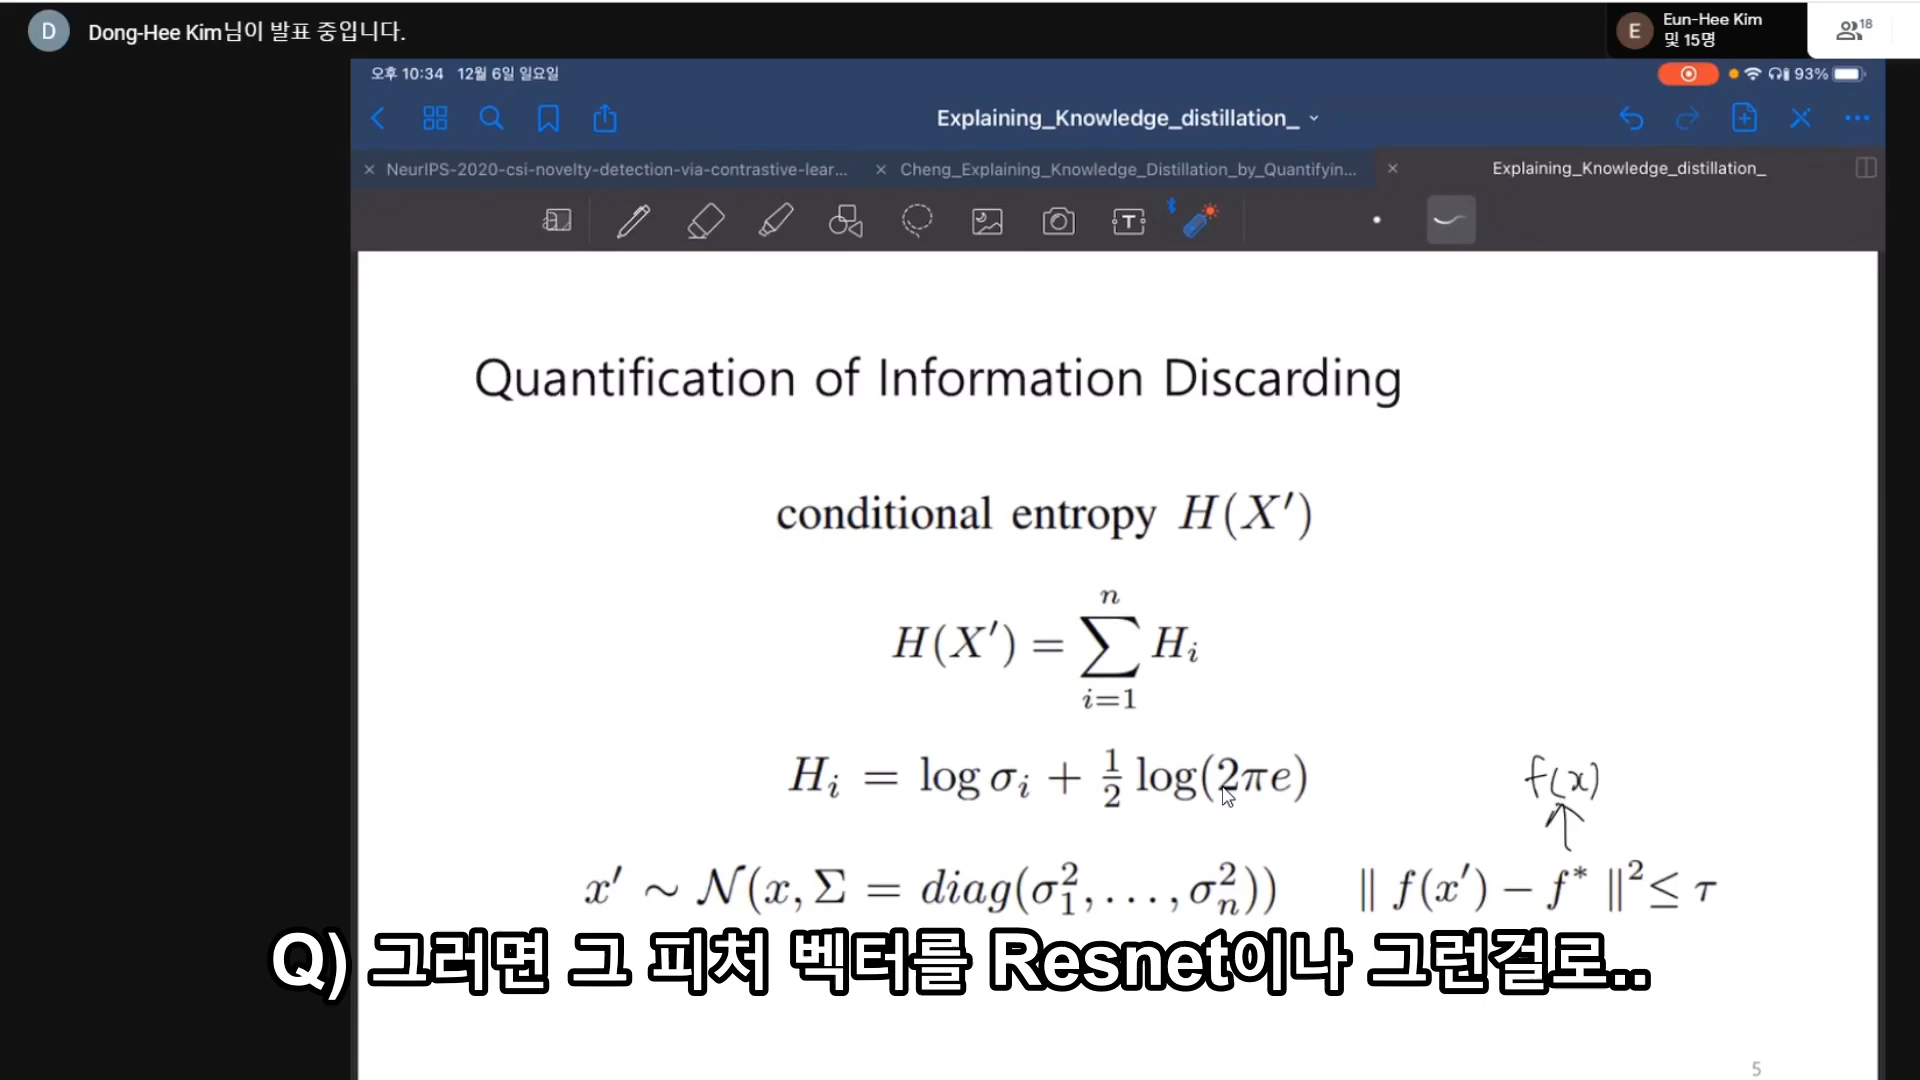 D
Dong-Hee Kim님이 발표 중입니다.
E
Eun-Hee Kim
및 15명
18
오후 10:34 12월 6일 일요일
93%
Explaining_Knowledge_distillation_
NeurIPS-2020-csi-novelty-detection-via-contrastive-lear...
Cheng_Explaining_Knowledge_Distillation_by_Quantifyin...
Explaining_Knowledge_distillation_
T
Quantification of Information Discarding
conditional entropy H(X′)
H(X′) = ∑_{i=1}^{n} H_i
H_i = log σ_i + 1/2 log(2πe)
f(x)
x′ ∼ 𝒩(x, Σ = diag(σ_1^2, . . . , σ_n^2)) ∥ f(x′) − f* ∥² ≤ τ
Q) 그러면 그 피처 벡터를 Resnet이나 그런걸로..
5